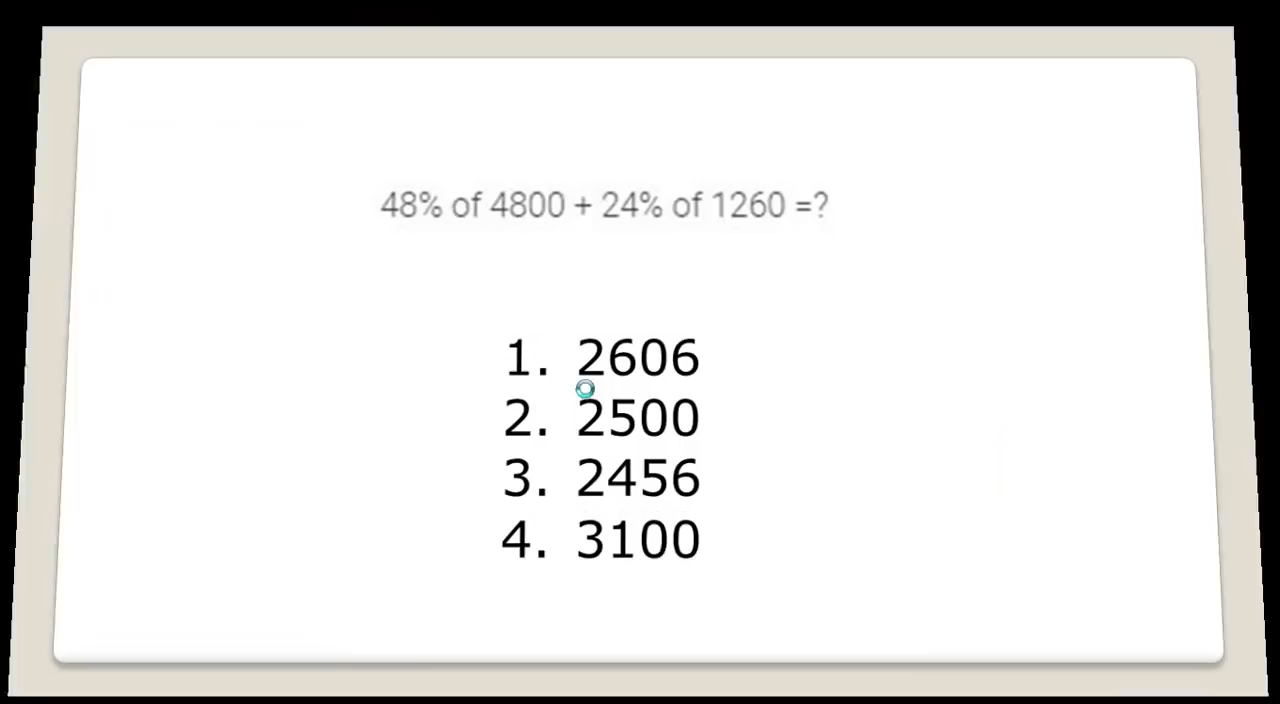 48% of 4800 + 24% of 1260 =?
1. 2606
2. 2500
3. 2456
4. 3100